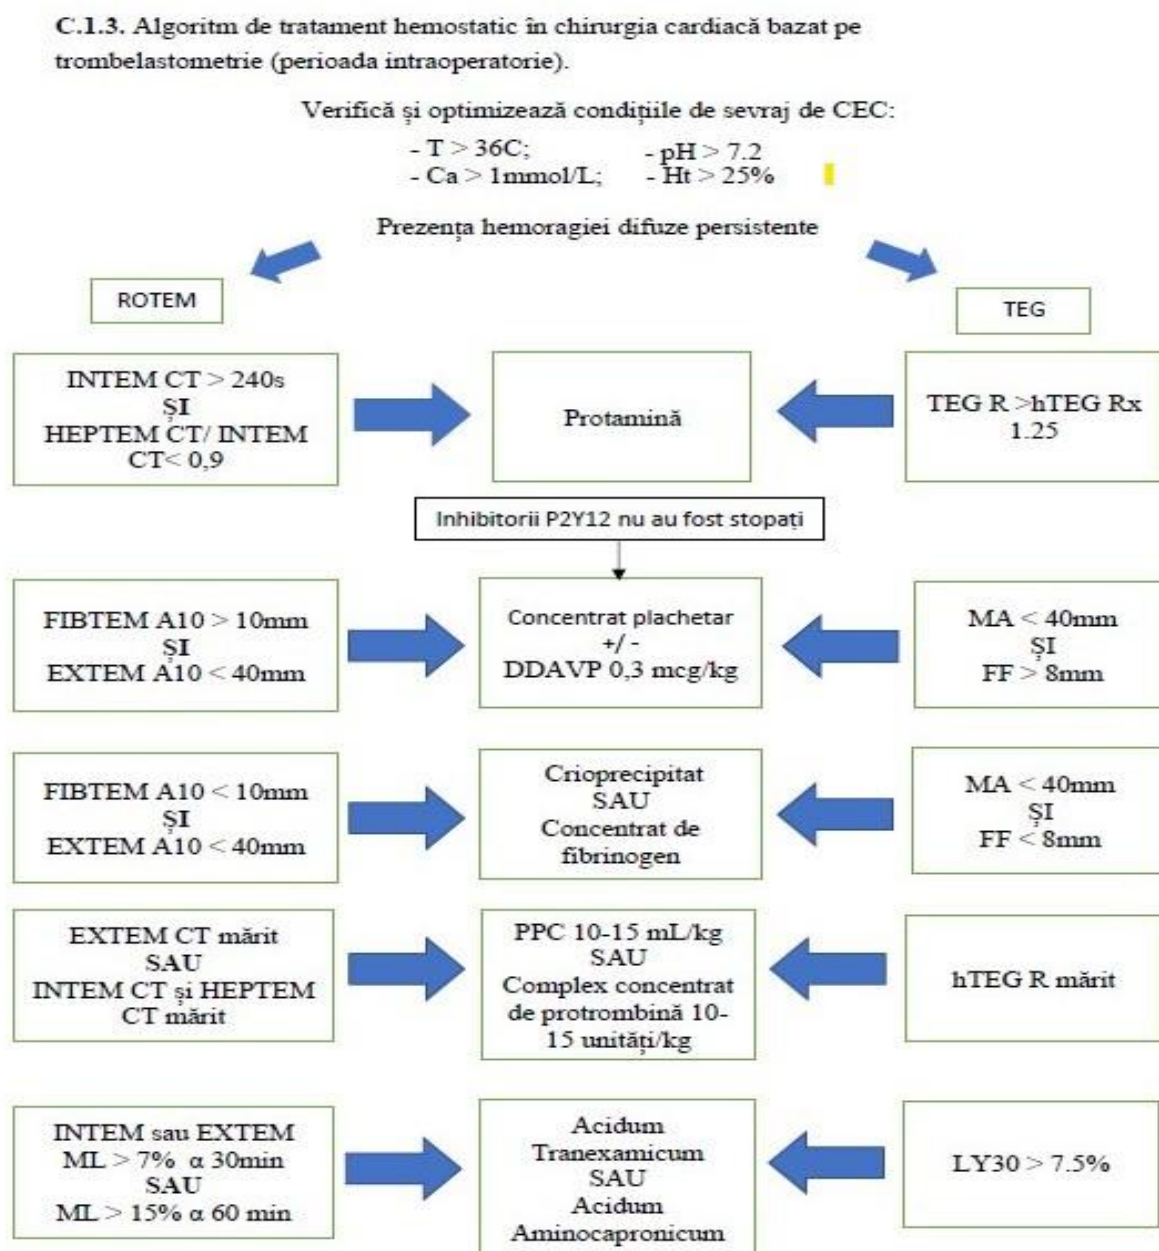 C.1.3. Algoritm de tratament hemostatic în chirurgia cardiacă bazat pe
trombelastometrie (perioada intraoperatorie).
Verifică și optimizează condițiile de sevraj de CEC:
- T > 36C; - pH > 7.2
- Ca > 1mmol/L; - Ht > 25%
Prezența hemoragiei difuze persistente
ROTEM
TEG
INTEM CT > 240s
ȘI
HEPTEM CT/ INTEM
CT< 0,9
Protamină
TEG R >hTEG Rx
1.25
Inhibitorii P2Y12 nu au fost stopați
FIBTEM A10 > 10mm
ȘI
EXTEM A10 < 40mm
Concentrat plachetar
+/ -
DDAVP 0,3 mcg/kg
MA < 40mm
ȘI
FF > 8mm
FIBTEM A10 < 10mm
ȘI
EXTEM A10 < 40mm
Crioprecipitat
SAU
Concentrat de
fibrinogen
MA < 40mm
ȘI
FF < 8mm
EXTEM CT mărit
SAU
INTEM CT și HEPTEM
CT mărit
PPC 10-15 mL/kg
SAU
Complex concentrat
de protrombină 10-
15 unități/kg
hTEG R mărit
INTEM sau EXTEM
ML > 7% α 30min
SAU
ML > 15% α 60 min
Acidum
Tranexamicum
SAU
Acidum
Aminocapronicum
LY30 > 7.5%